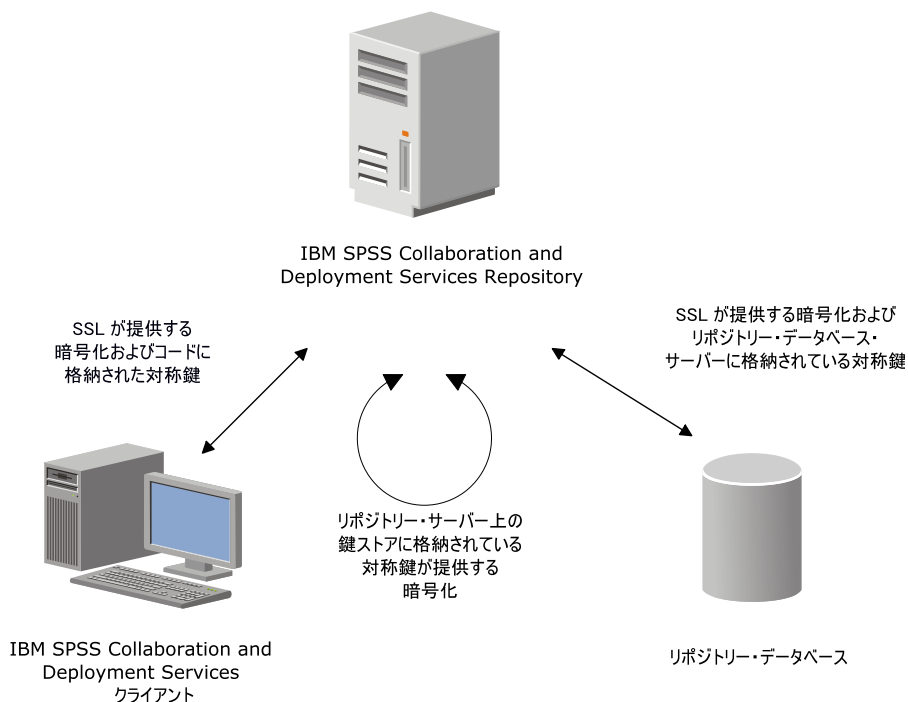 IBM SPSS Collaboration and
Deployment Services Repository
SSL が提供する
暗号化およびコードに
格納された対称鍵
SSL が提供する暗号化および
リポジトリー・データベース・
サーバーに格納されている対称鍵
リポジトリー・サーバー上の
鍵ストアに格納されている
対称鍵が提供する
暗号化
IBM SPSS Collaboration and
Deployment Services
クライアント
リポジトリー・データベース